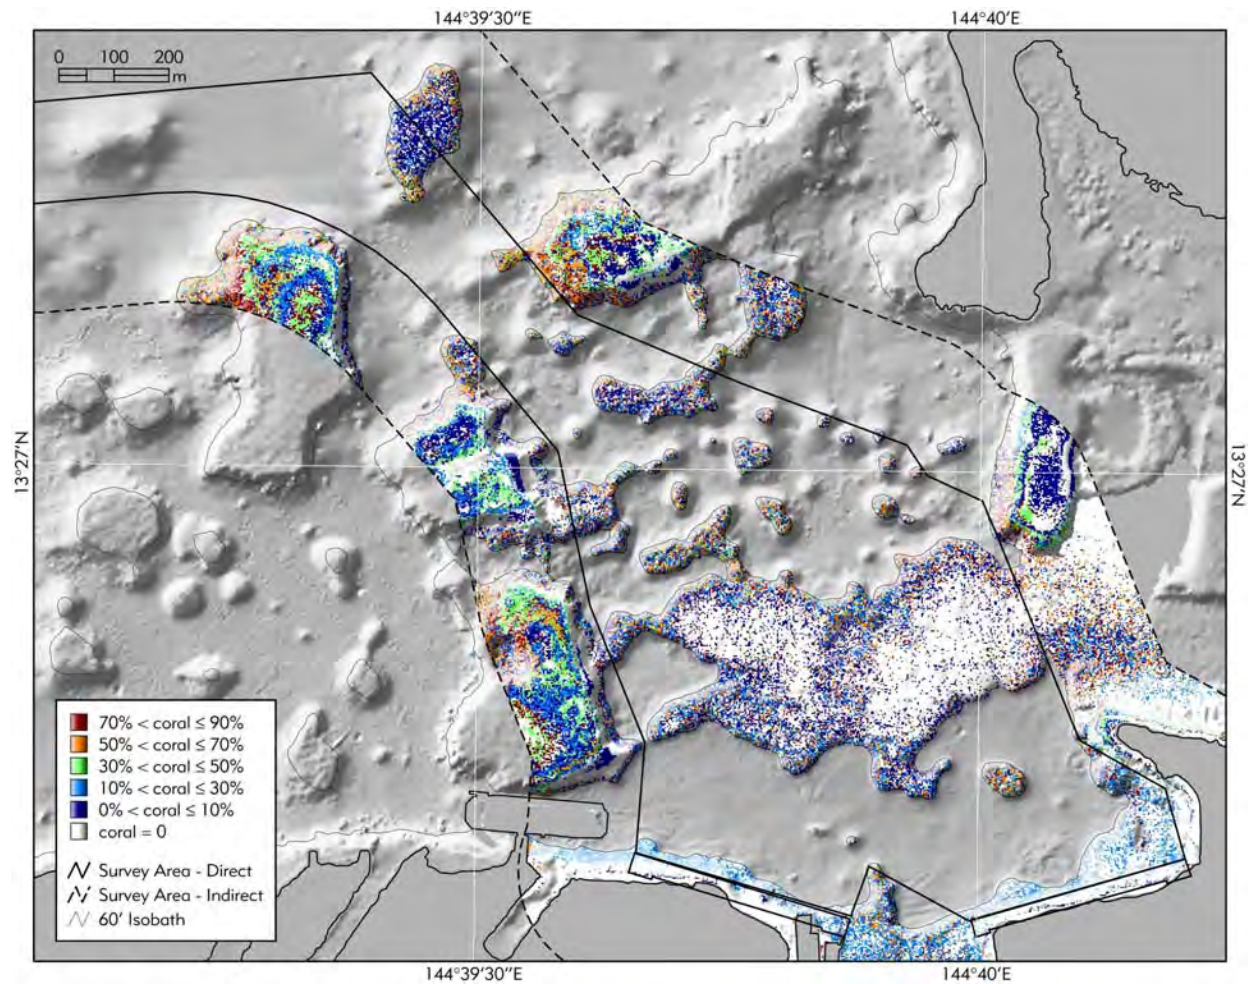 144°39'30"E
144°40'E
0 100 200
m
13°27'N
13°27'N
70% < coral ≤ 90%
50% < coral ≤ 70%
30% < coral ≤ 50%
10% < coral ≤ 30%
0% < coral ≤ 10%
coral = 0
Survey Area - Direct
Survey Area - Indirect
60' Isobath
144°39'30"E
144°40'E